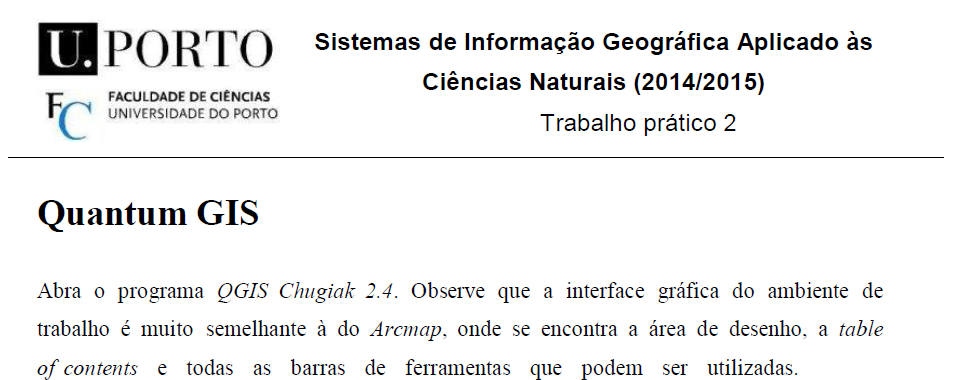 U.PORTO
FC FACULDADE DE CIÊNCIAS
UNIVERSIDADE DO PORTO
Sistemas de Informação Geográfica Aplicado às
Ciências Naturais (2014/2015)
Trabalho prático 2
Quantum GIS
Abra o programa QGIS Chugiak 2.4. Observe que a interface gráfica do ambiente de
trabalho é muito semelhante à do Arcmap, onde se encontra a área de desenho, a table
of contents e todas as barras de ferramentas que podem ser utilizadas.